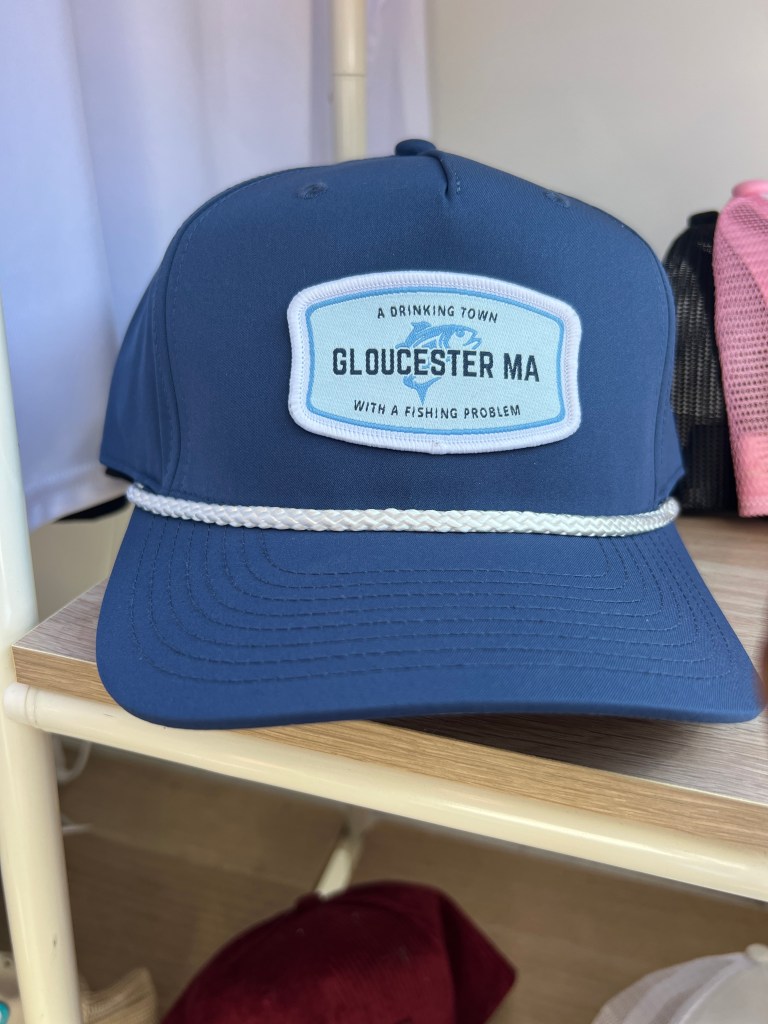 A DRINKING TOWN
GLOUCESTER MA
WITH A FISHING PROBLEM